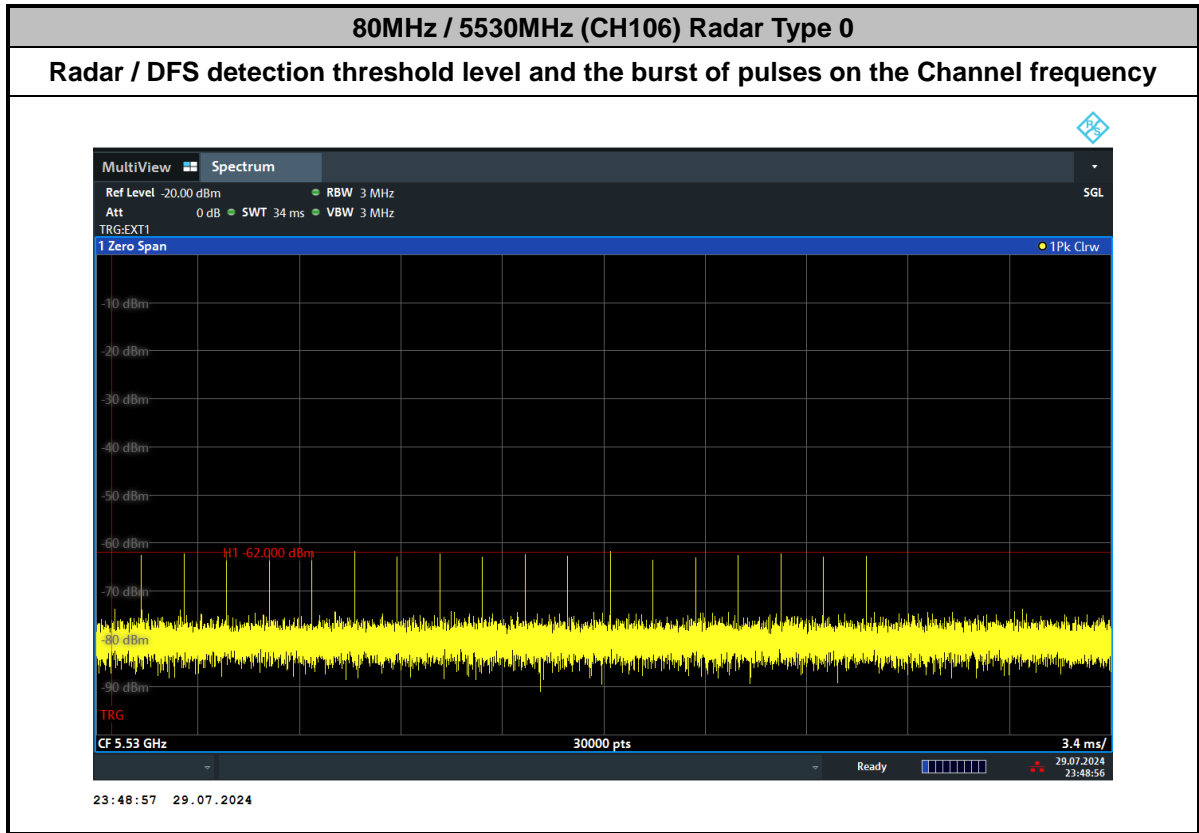 80MHz / 5530MHz (CH106) Radar Type 0
Radar / DFS detection threshold level and the burst of pulses on the Channel frequency
R&S
MultiView Spectrum
Ref Level -20.00 dBm RBW 3 MHz SGL
Att 0 dB SWT 34 ms VBW 3 MHz
TRG:EXT1
1 Zero Span 1Pk Clrw
-10 dBm
-20 dBm
-30 dBm
-40 dBm
-50 dBm
-60 dBm
H1 -62.000 dBm
-70 dBm
-80 dBm
-90 dBm
TRG
CF 5.53 GHz 30000 pts 3.4 ms/
Ready 29.07.2024
23:48:56
23:48:57 29.07.2024